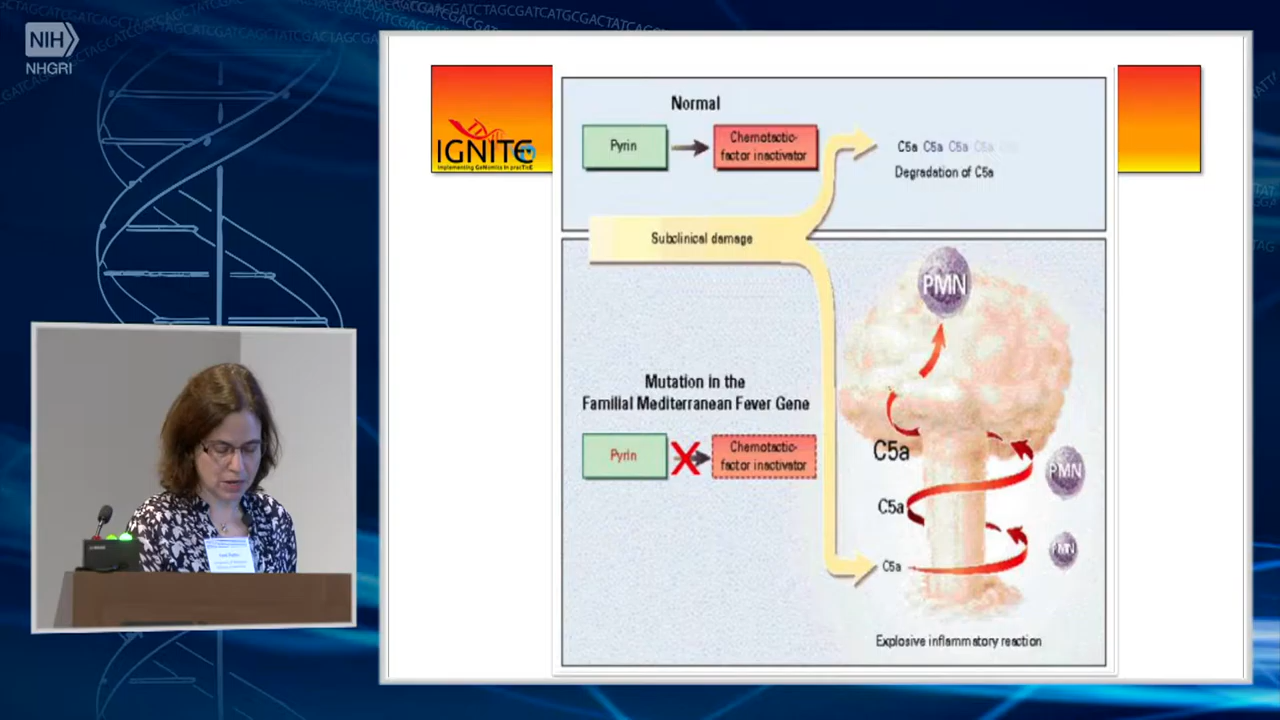 NIH
NHGRI
IGNITE
Implementing GeNomics In pracTicE
Normal
Pyrin
Chemotactic-
factor inactivator
C5a C5a C5a C5a
Degradation of C5a
Subclinical damage
PMN
Mutation in the
Familial Mediterranean Fever Gene
Pyrin
X
Chemotactic-
factor inactivator
C5a
PMN
C5a
PMN
C5a
Explosive inflammatory reaction